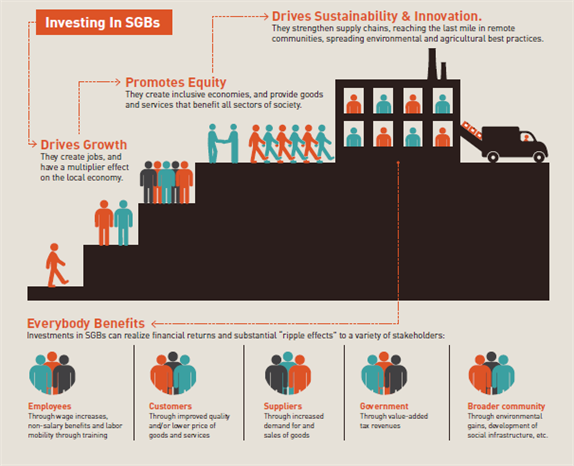 Investing In SGBs
Drives Sustainability & Innovation.
They strengthen supply chains, reaching the last mile in remote
communities, spreading environmental and agricultural best practices.
Promotes Equity
They create inclusive economies, and provide goods
and services that benefit all sectors of society.
Drives Growth
They create jobs, and
have a multiplier effect
on the local economy.
Everybody Benefits
Investments in SGBs can realize financial returns and substantial "ripple effects" to a variety of stakeholders:
Employees
Through wage increases,
non-salary benefits and labor
mobility through training
Customers
Through improved quality
and/or lower price of
goods and services
Suppliers
Through increased
demand for and
sales of goods
Government
Through value-added
tax revenues
Broader community
Through environmental
gains, development of
social infrastructure, etc.